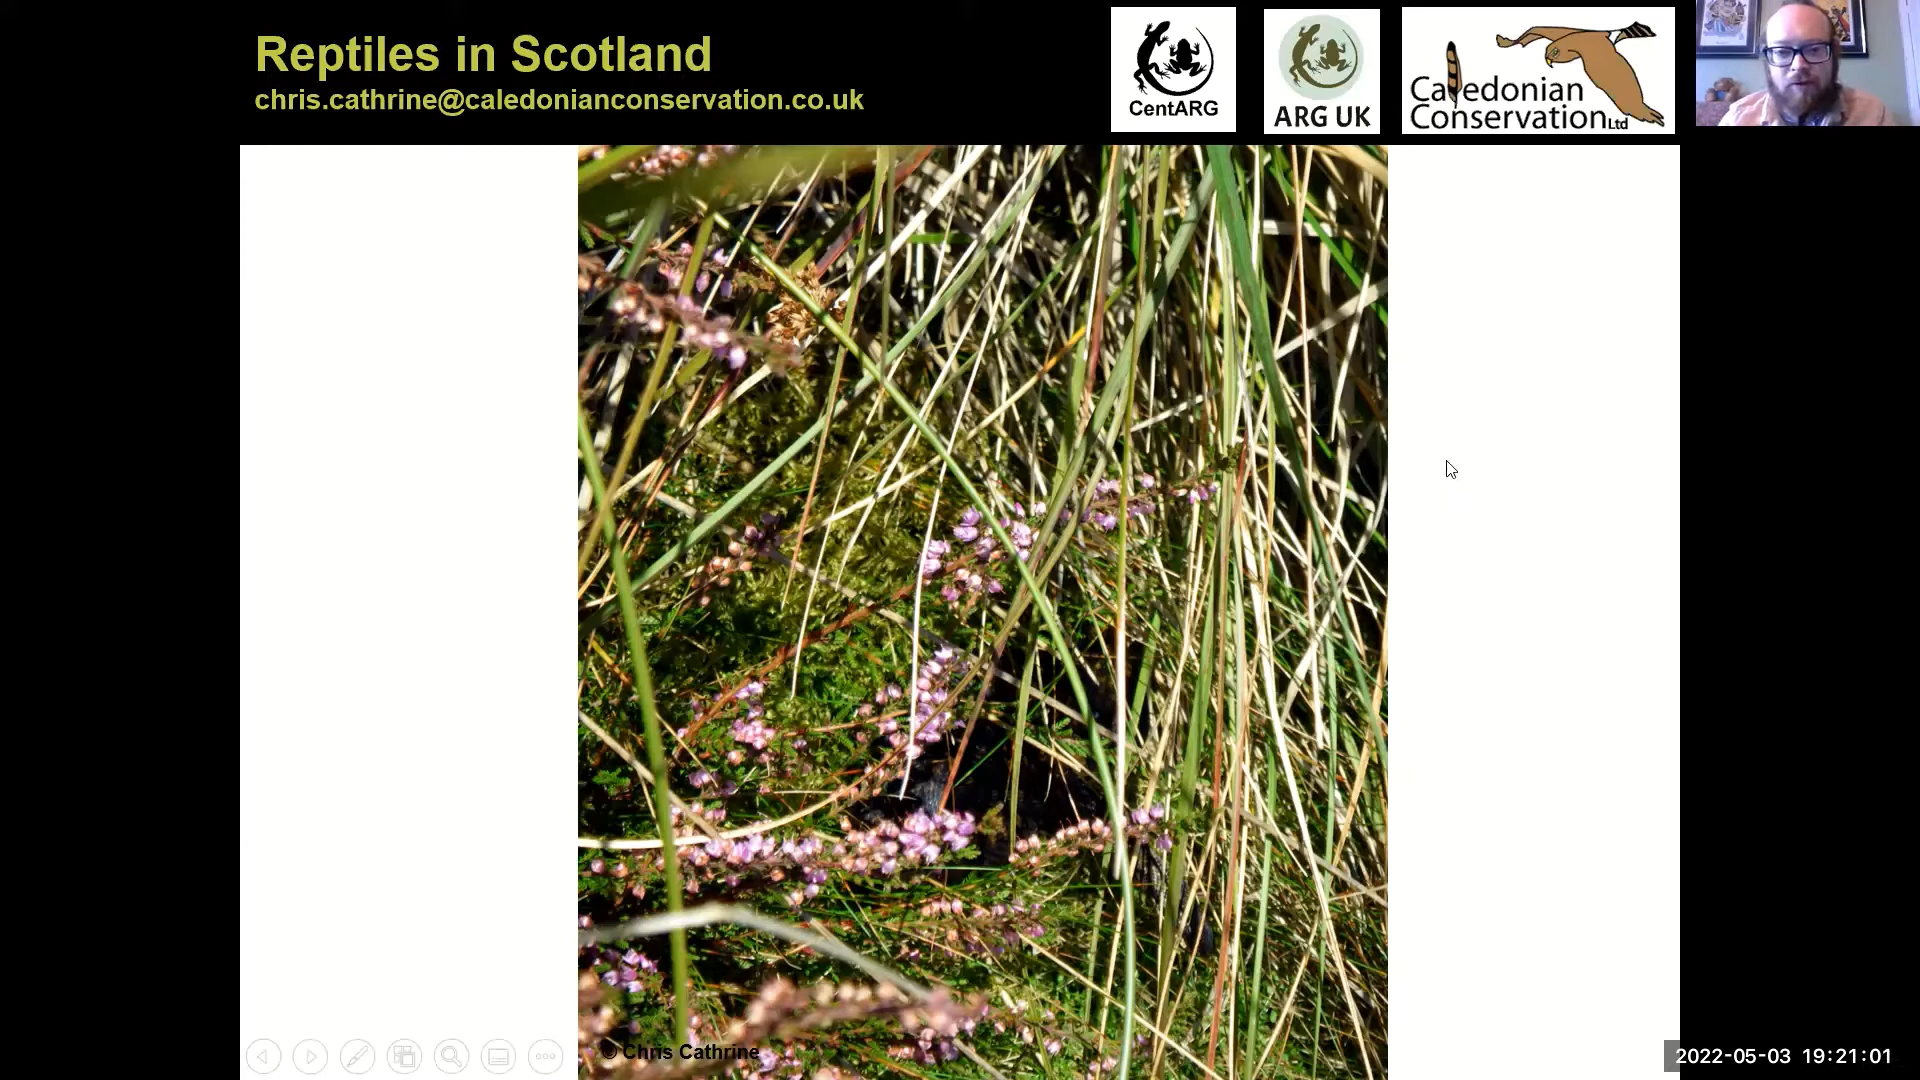 Reptiles in Scotland
chris.cathrine@caledonianconservation.co.uk
CentARG
ARG UK
Caledonian
Conservation Ltd
© Chris Cathrine
2022-05-03 19:21:01